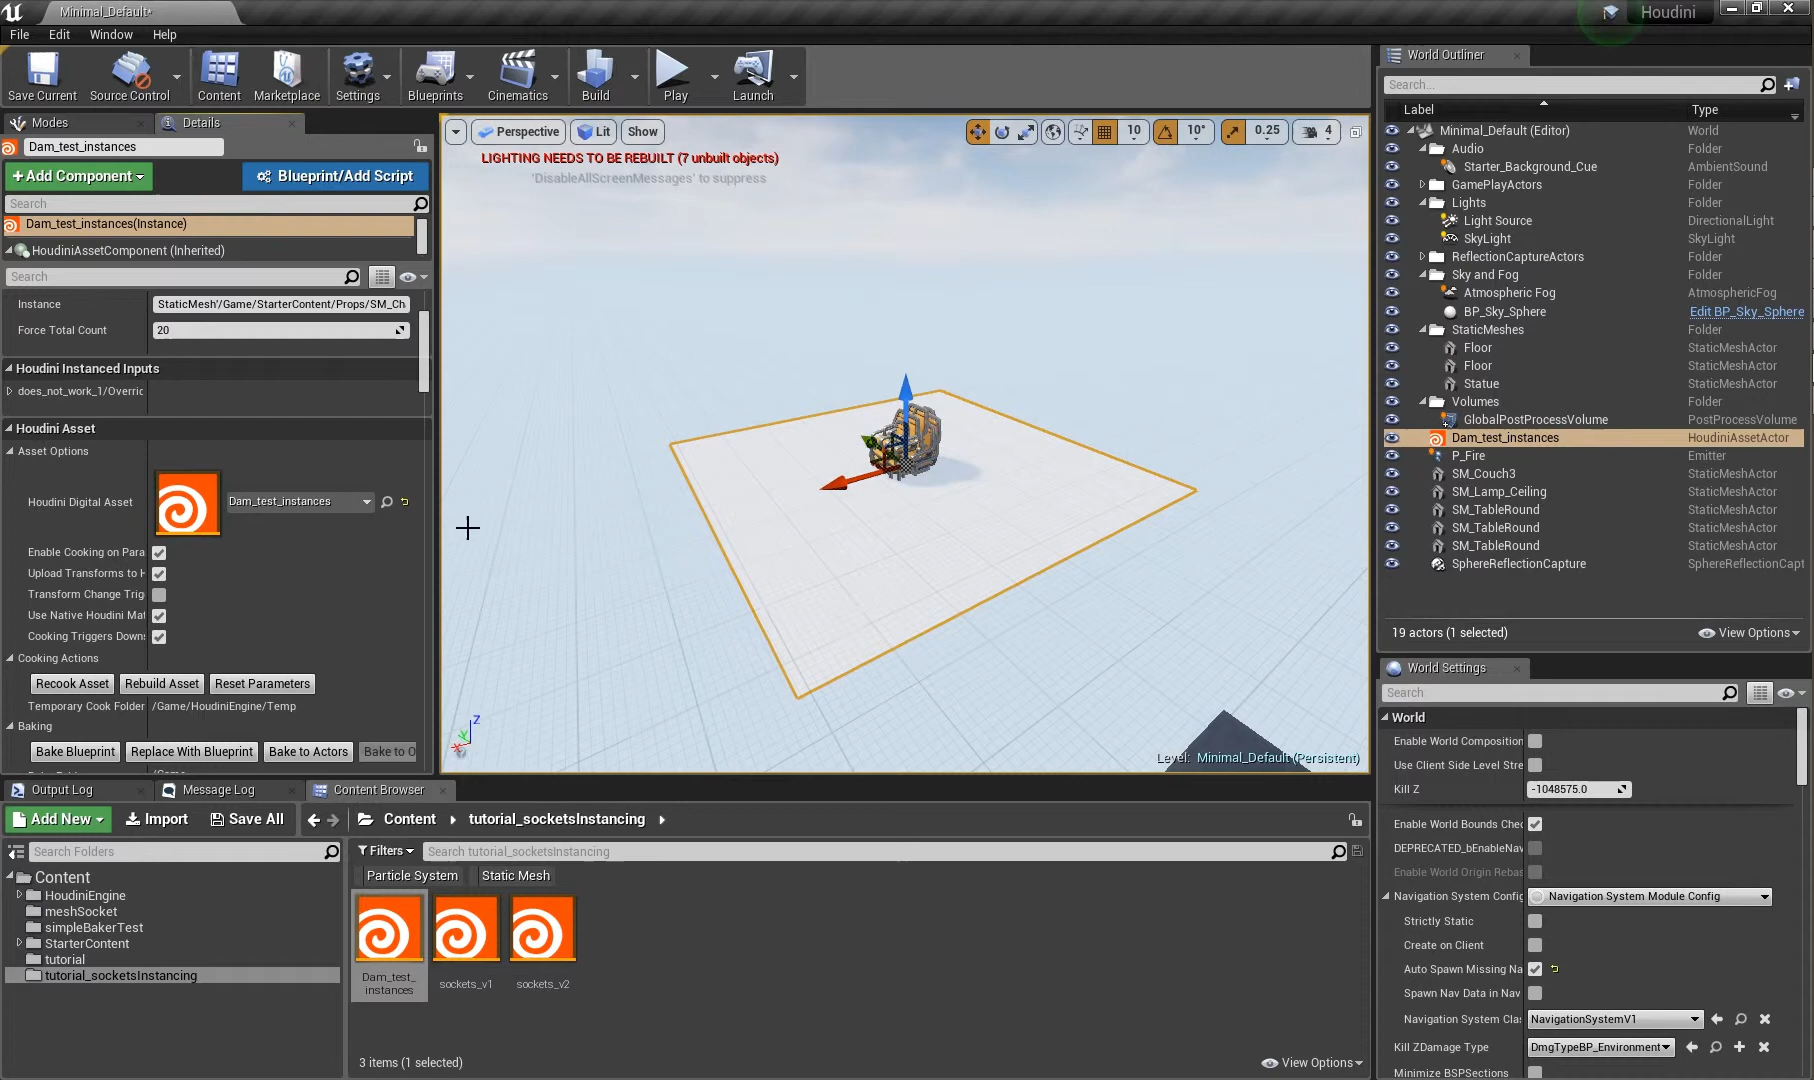 Minimal_Default*
Houdini
File
Edit
Window
Help
Save Current
Source Control
Content
Marketplace
Settings
Blueprints
Cinematics
Build
Play
Launch
Modes
Details
Dam_test_instances
+Add Component
Blueprint/Add Script
Search
Dam_test_instances(Instance)
HoudiniAssetComponent (Inherited)
Search
Instance
StaticMesh'/Game/StarterContent/Props/SM_Ch
Force Total Count
20
Houdini Instanced Inputs
does_not_work_1/Overric
Houdini Asset
Asset Options
Houdini Digital Asset
Dam_test_instances
Enable Cooking on Para
Upload Transforms to H
Transform Change Trig
Use Native Houdini Mat
Cooking Triggers Downs
Cooking Actions
Recook Asset
Rebuild Asset
Reset Parameters
Temporary Cook Folder
/Game/HoudiniEngine/Temp
Baking
Bake Blueprint
Replace With Blueprint
Bake to Actors
Bake to O
Perspective
Lit
Show
10
10°
0.25
4
LIGHTING NEEDS TO BE REBUILT (7 unbuilt objects)
'DisableAllScreenMessages' to suppress
Z
Level: Minimal_Default (Persistent)
World Outliner
Search...
Label
Type
Minimal_Default (Editor)
World
Audio
Folder
Starter_Background_Cue
AmbientSound
GamePlayActors
Folder
Lights
Folder
Light Source
DirectionalLight
SkyLight
SkyLight
ReflectionCaptureActors
Folder
Sky and Fog
Folder
Atmospheric Fog
AtmosphericFog
BP_Sky_Sphere
Edit BP_Sky_Sphere
StaticMeshes
Folder
Floor
StaticMeshActor
Floor
StaticMeshActor
Statue
StaticMeshActor
Volumes
Folder
GlobalPostProcessVolume
PostProcessVolume
Dam_test_instances
HoudiniAssetActor
P_Fire
Emitter
SM_Couch3
StaticMeshActor
SM_Lamp_Ceiling
StaticMeshActor
SM_TableRound
StaticMeshActor
SM_TableRound
StaticMeshActor
SM_TableRound
StaticMeshActor
SphereReflectionCapture
SphereReflectionCapt
19 actors (1 selected)
View Options
World Settings
Search
World
Enable World Composition
Use Client Side Level Stre
Kill Z
-1048575.0
Enable World Bounds Chec
DEPRECATED_bEnableNav
Enable World Origin Rebas
Navigation System Config
Navigation System Module Config
Strictly Static
Create on Client
Auto Spawn Missing Na
Spawn Nav Data in Nav
Navigation System Clas
NavigationSystemV1
Kill ZDamage Type
DmgTypeBP_Environment
Minimize BSPSections
Output Log
Message Log
Content Browser
Add New
Import
Save All
Content
tutorial_socketsInstancing
Search Folders
Filters
Search tutorial_socketsInstancing
Particle System
Static Mesh
Content
HoudiniEngine
meshSocket
simpleBakerTest
StarterContent
tutorial
tutorial_socketsInstancing
Dam_test_
instances
sockets_v1
sockets_v2
3 items (1 selected)
View Options